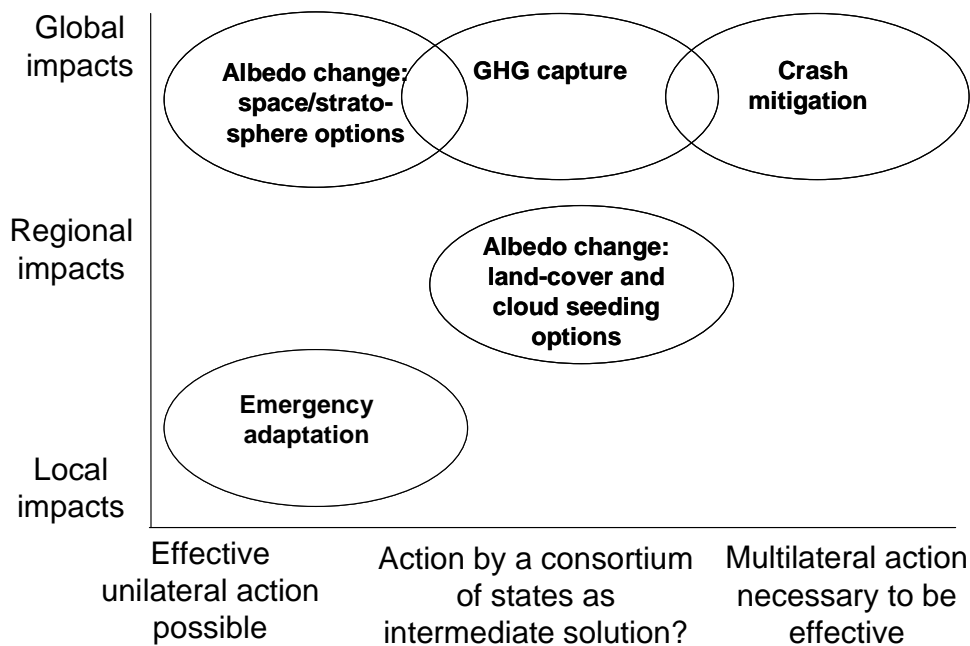 Global
impacts
Albedo change:
space/strato-
sphere options
GHG capture
Crash
mitigation
Regional
impacts
Albedo change:
land-cover and
cloud seeding
options
Emergency
adaptation
Local
impacts
Effective
unilateral action
possible
Action by a consortium
of states as
intermediate solution?
Multilateral action
necessary to be
effective